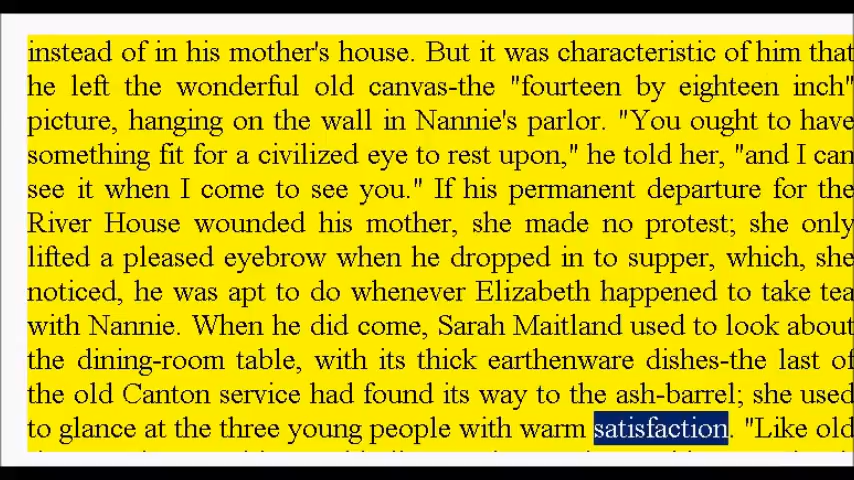 instead of in his mother's house. But it was characteristic of him that
he left the wonderful old canvas-the "fourteen by eighteen inch"
picture, hanging on the wall in Nannie's parlor. "You ought to have
something fit for a civilized eye to rest upon," he told her, "and I can
see it when I come to see you." If his permanent departure for the
River House wounded his mother, she made no protest; she only
lifted a pleased eyebrow when he dropped in to supper, which, she
noticed, he was apt to do whenever Elizabeth happened to take tea
with Nannie. When he did come, Sarah Maitland used to look about
the dining-room table, with its thick earthenware dishes-the last of
the old Canton service had found its way to the ash-barrel; she used
to glance at the three young people with warm satisfaction. "Like old